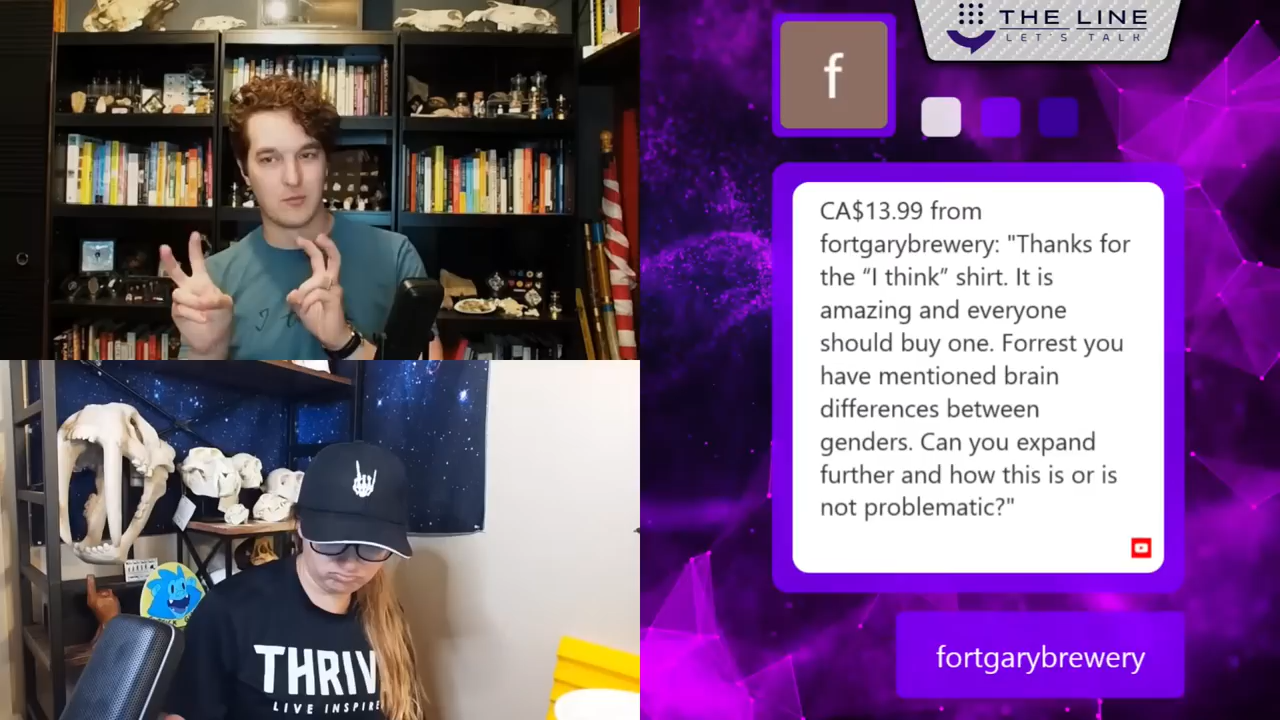 THE LINE
LET'S TALK
f
CA$13.99 from
fortgarybrewery: "Thanks for
the “I think” shirt. It is
amazing and everyone
should buy one. Forrest you
have mentioned brain
differences between
genders. Can you expand
further and how this is or is
not problematic?"
fortgarybrewery
THRIV
LIVE INSPIRE